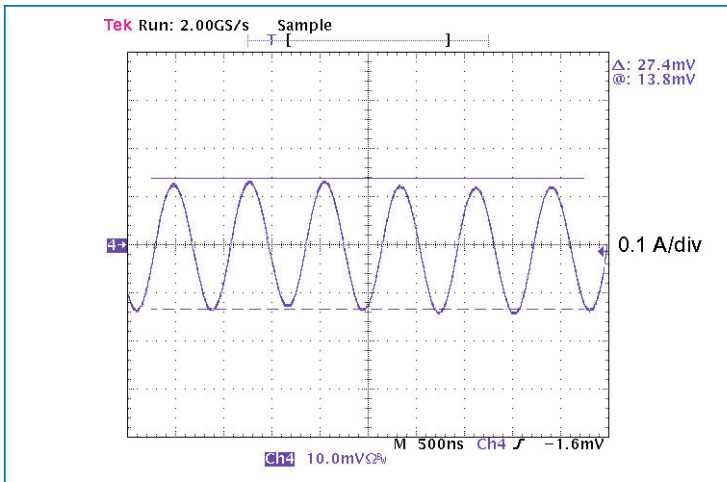 Tek Run: 2.00GS/s Sample
T [ ]
Δ: 27.4mV
@: 13.8mV
4→
0.1 A/div
M 500ns Ch4 ƒ −1.6mV
Ch4 10.0mVΩBw